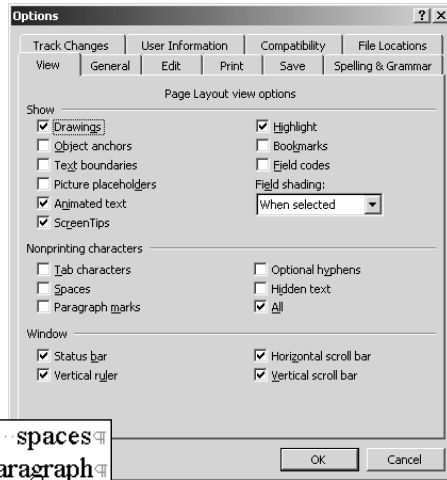 Options
Track Changes User Information Compatibility File Locations
View General Edit Print Save Spelling & Grammar
Page Layout view options
Show
Drawings Highlight
Object anchors Bookmarks
Text boundaries Field codes
Picture placeholders Field shading:
Animated text When selected
ScreenTips
Nonprinting characters
Tab characters Optional hyphens
Spaces Hidden text
Paragraph marks All
Window
Status bar Horizontal scroll bar
Vertical ruler Vertical scroll bar
··spaces¶
OK Cancel
aragraph¶